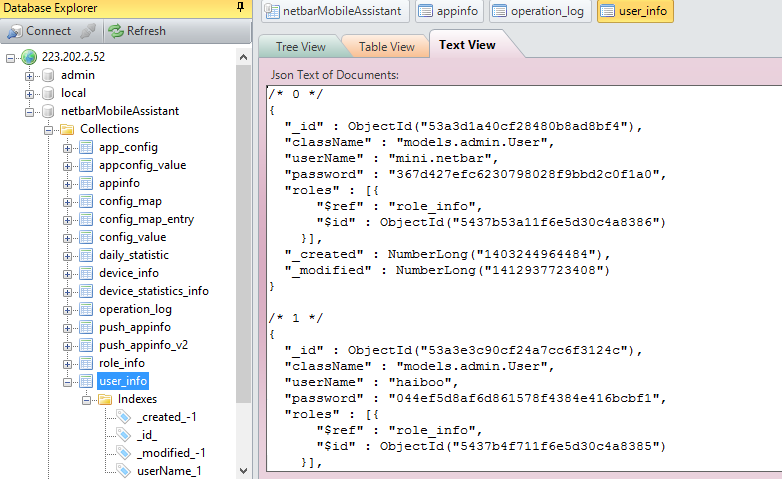 Database Explorer
Connect Refresh
223.202.2.52
admin
local
netbarMobileAssistant
Collections
app_config
appconfig_value
appinfo
config_map
config_map_entry
config_value
daily_statistic
device_info
device_statistics_info
operation_log
push_appinfo
push_appinfo_v2
role_info
user_info
Indexes
_created_-1
_id_
_modified_-1
userName_1
netbarMobileAssistant appinfo operation_log user_info
Tree View Table View Text View
Json Text of Documents:
/* 0 */
{
"_id" : ObjectId("53a3d1a40cf28480b8ad8bf4"),
"className" : "models.admin.User",
"userName" : "mini.netbar",
"password" : "367d427efc6230798028f9bbd2c0f1a0",
"roles" : [{
"$ref" : "role_info",
"$id" : ObjectId("5437b53a11f6e5d30c4a8386")
}],
"_created" : NumberLong("1403244964484"),
"_modified" : NumberLong("1412937723408")
}
/* 1 */
{
"_id" : ObjectId("53a3e3c90cf24a7cc6f3124c"),
"className" : "models.admin.User",
"userName" : "haiboo",
"password" : "044ef5d8af6d861578f4384e416bcbf1",
"roles" : [{
"$ref" : "role_info",
"$id" : ObjectId("5437b4f711f6e5d30c4a8385")
}],